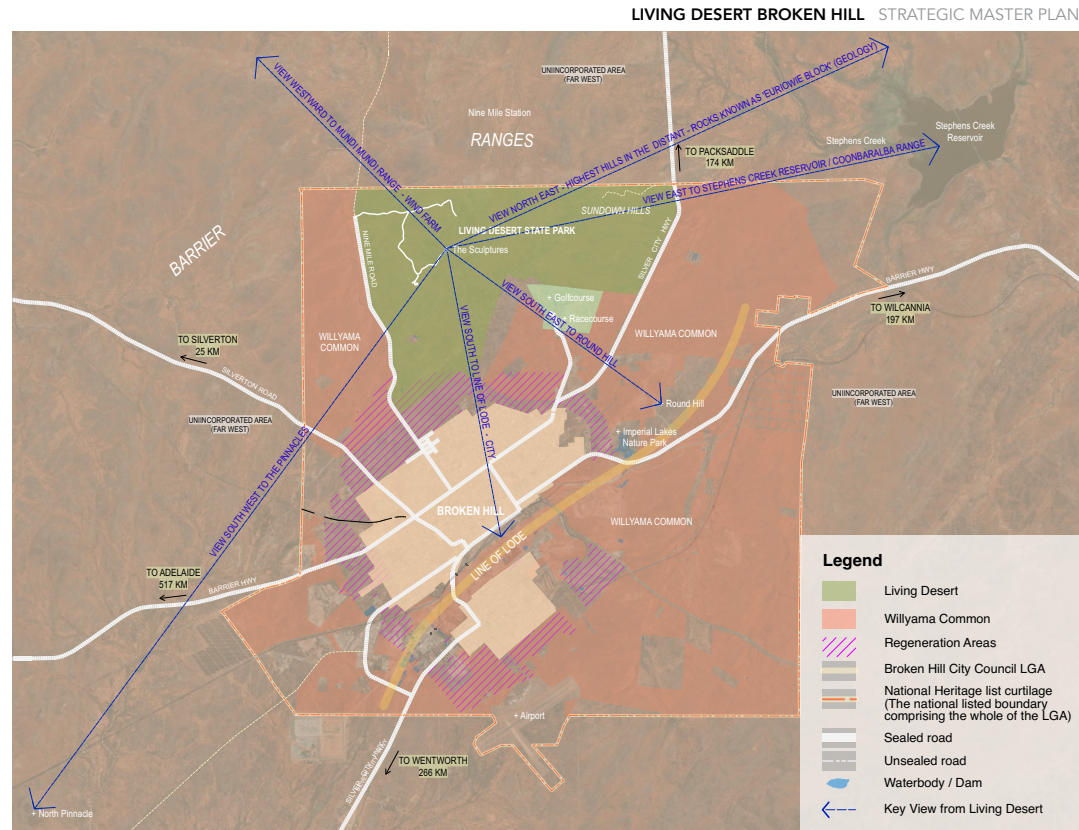 LIVING DESERT BROKEN HILL STRATEGIC MASTER PLAN
UNIINCORPORATED AREA
(FAR WEST)
VIEW WESTWARD TO MUNDI MUNDI RANGE - WIND FARM
VIEW NORTH EAST - HIGHEST HILLS IN THE DISTANT - ROCKS KNOWN AS 'EURIDWIE BLOCK' (GEOLOGY)
Nine Mile Station
RANGES
Stephens Creek
Stephens Creek
Reservoir
TO PACKSADDLE
174 KM
VIEW EAST TO STEPHENS CREEK RESERVOIR / COONBARALBA RANGE
SUNDOWN HILLS
LIVING DESERT STATE PARK
The Sculptures
BARRIER
NINE MILE ROAD
SILVER CITY HWY
BARRIER HWY
TO WILCANNIA
197 KM
+ Golfcourse
+ Racecourse
VIEW SOUTH EAST TO ROUND HILL
VIEW SOUTH TO LINE OF LODE - CITY
WILLYAMA
COMMON
WILLYAMA
COMMON
TO SILVERTON
25 KM
SILVERTON ROAD
UNIINCORPORATED AREA
(FAR WEST)
UNIINCORPORATED AREA
(FAR WEST)
Round Hill
+ Imperial Lakes
Nature Park
VIEW SOUTH WEST TO THE PINNACLES
BROKEN HILL
WILLYAMA COMMON
LINE OF LODE
TO ADELAIDE
517 KM
BARRIER HWY
+ Airport
TO WENTWORTH
266 KM
SILVER CITY HWY
+ North Pinnacle
Legend
Living Desert
Willyama Common
Regeneration Areas
Broken Hill City Council LGA
National Heritage list curtilage
(The national listed boundary
comprising the whole of the LGA)
Sealed road
Unsealed road
Waterbody / Dam
Key View from Living Desert